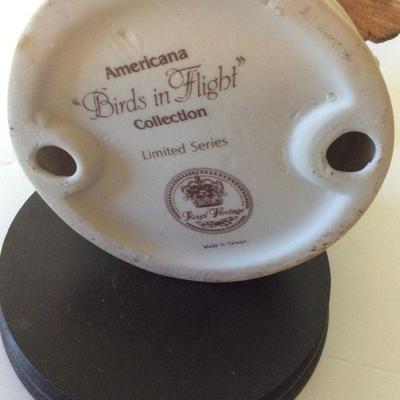 Americana
"Birds in Flight"
Collection
Limited Series
Royal Heritage
Made in Taiwan